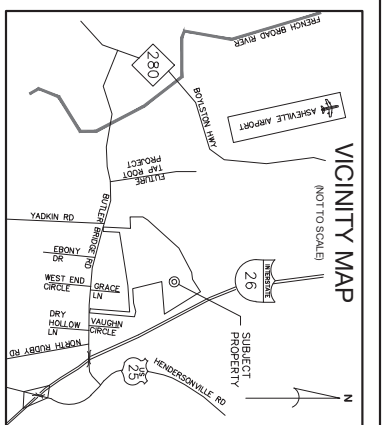 VICINITY MAP
(NOT TO SCALE)
FRENCH BROAD RIVER
280
BOYLSTON HWY
ASHEVILLE AIRPORT
FUTURE
TAP ROOT
PROJECT
INTERSTATE
26
N
YADKIN RD
BUTLER BRIDGE RD
EBONY
DR
WEST END
CIRCLE
GRACE
LN
DRY
HOLLOW
LN
VAUGHN
CIRCLE
NORTH RUGBY RD
SUBJECT
PROPERTY
US
25
HENDERSONVILLE RD